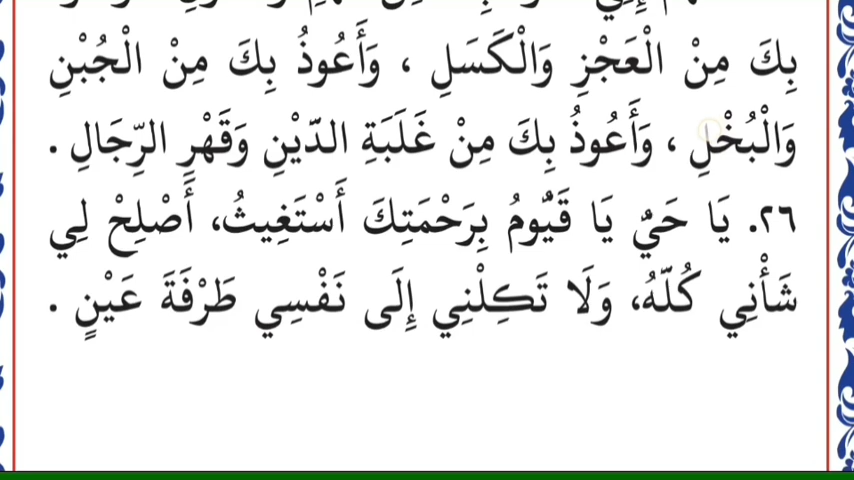 بِكَ مِنْ الْعَجْزِ وَالْكَسَلِ ، وَأَعُوذُ بِكَ مِنْ الْجُبْنِ
وَالْبُخْلِ ، وَأَعُوذُ بِكَ مِنْ غَلَبَةِ الدّيْنِ وَقَهْرِ الرِّجَالِ .
٢٦. يَا حَيُّ يَا قَيُّومُ بِرَحْمَتِكَ أَسْتَغِيثُ، أَصْلِحْ لِي
شَأْنِي كُلَّهُ، وَلَا تَكِلْنِي إِلَى نَفْسِي طَرْفَةَ عَيْنٍ .